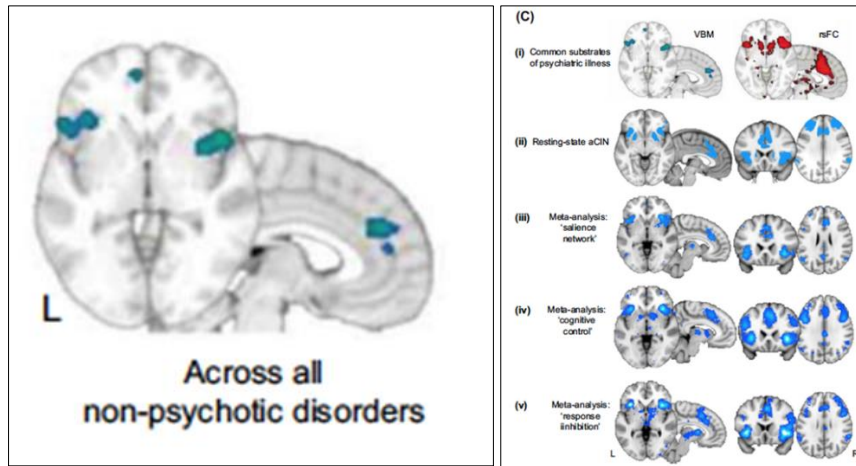 L
Across all
non-psychotic disorders
(C)
VBM
rsFC
(i)
Common substrates
of psychiatric illness
(ii)
Resting-state aCIN
(iii)
Meta-analysis:
'salience
network'
(iv)
Meta-analysis:
'cognitive
control'
(v)
Meta-analysis:
'response
iinhibition'
L
R